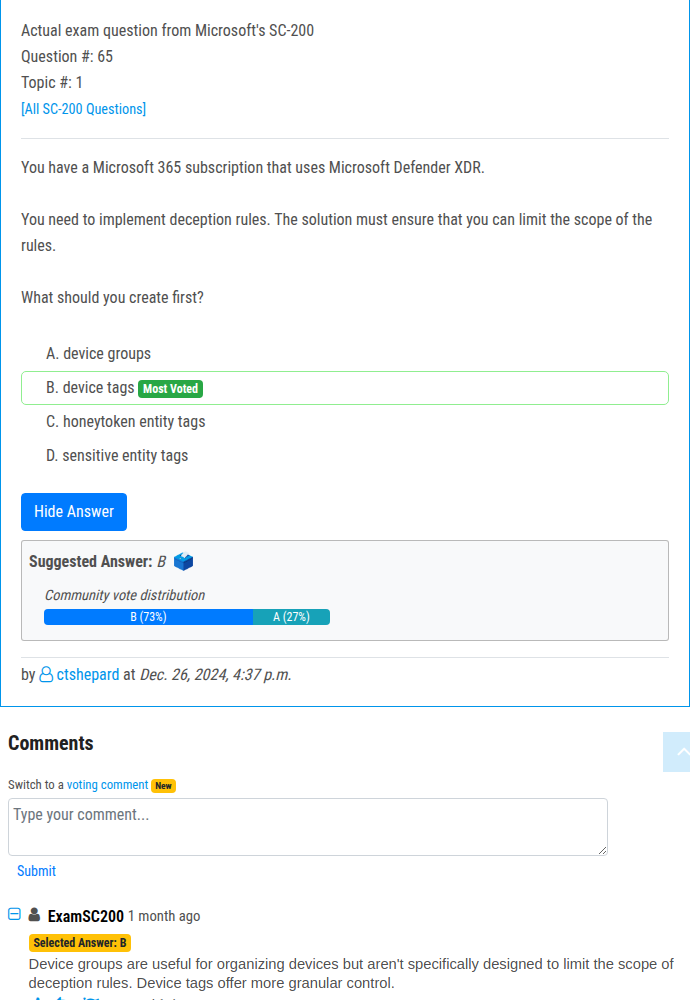 Actual exam question from Microsoft's SC-200
Question #: 65
Topic #: 1
[All SC-200 Questions]
You have a Microsoft 365 subscription that uses Microsoft Defender XDR.
You need to implement deception rules. The solution must ensure that you can limit the scope of the
rules.
What should you create first?
A. device groups
B. device tags Most Voted
C. honeytoken entity tags
D. sensitive entity tags
Hide Answer
Suggested Answer: B
Community vote distribution
B (73%) A (27%)
by ctshepard at Dec. 26, 2024, 4:37 p.m.
Comments
Switch to a voting comment New
Type your comment...
Submit
ExamSC200 1 month ago
Selected Answer: B
Device groups are useful for organizing devices but aren't specifically designed to limit the scope of
deception rules. Device tags offer more granular control.